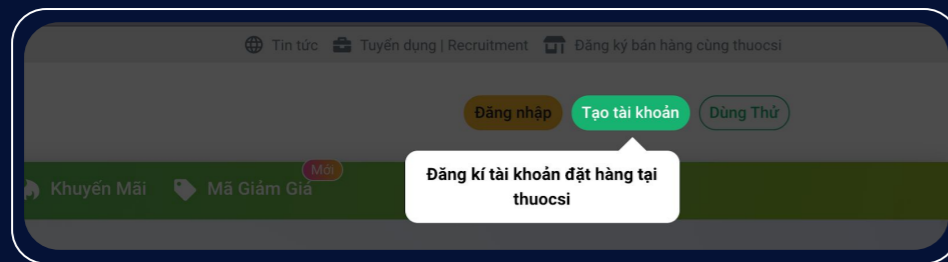 Tin tức Tuyển dụng | Recruitment Đăng ký bán hàng cùng thuocsi
Đăng nhập Tạo tài khoản Dùng Thử
Mới
Khuyến Mãi Mã Giảm Giá
Đăng kí tài khoản đặt hàng tại
thuocsi